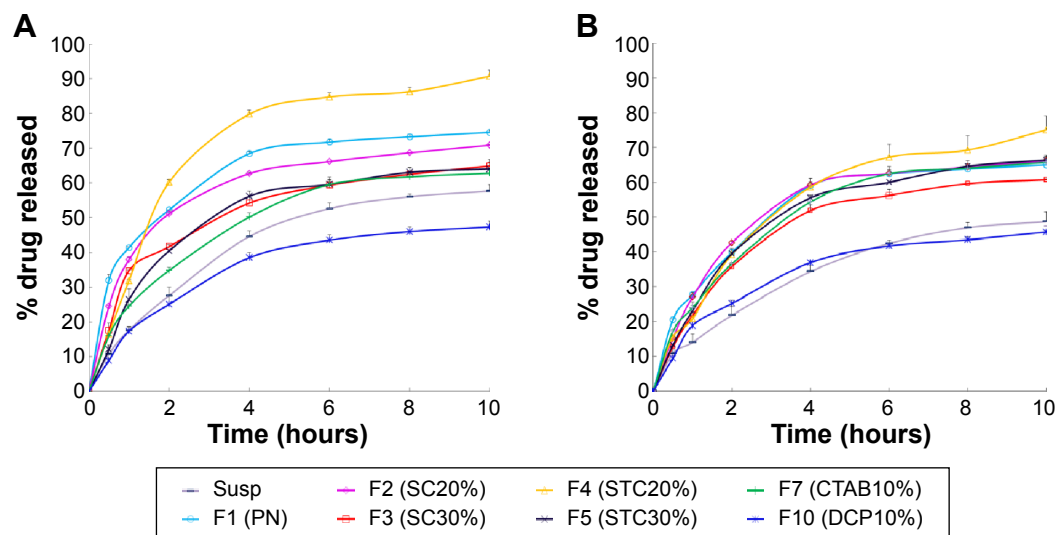 A
B
% drug released
100
90
80
70
60
50
40
30
20
10
0
0 2 4 6 8 10
Time (hours)
% drug released
100
90
80
70
60
50
40
30
20
10
0
0 2 4 6 8 10
Time (hours)
Susp F2 (SC20%) F4 (STC20%) F7 (CTAB10%)
F1 (PN) F3 (SC30%) F5 (STC30%) F10 (DCP10%)